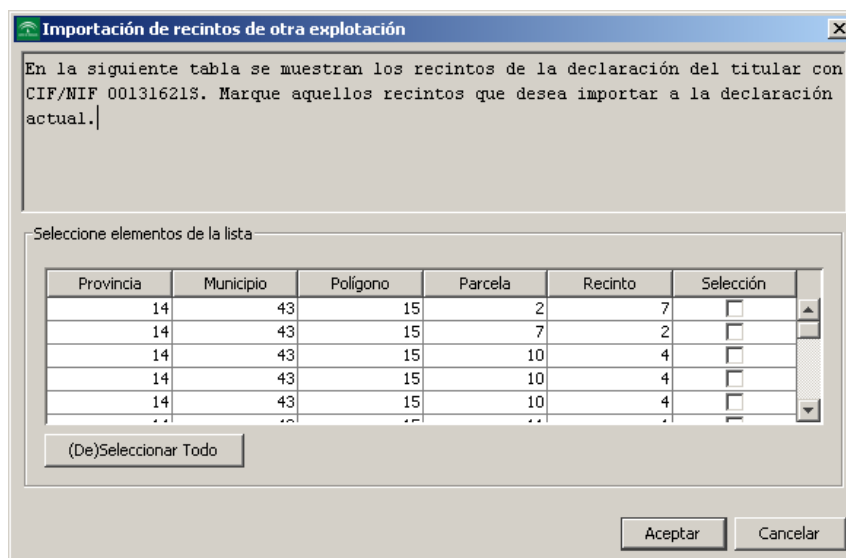 Importación de recintos de otra explotación
En la siguiente tabla se muestran los recintos de la declaración del titular con
CIF/NIF 00131621S. Marque aquellos recintos que desea importar a la declaración
actual.
Seleccione elementos de la lista
Provincia Municipio Polígono Parcela Recinto Selección
14 43 15 2 7
14 43 15 7 2
14 43 15 10 4
14 43 15 10 4
14 43 15 10 4
(De)Seleccionar Todo
Aceptar Cancelar